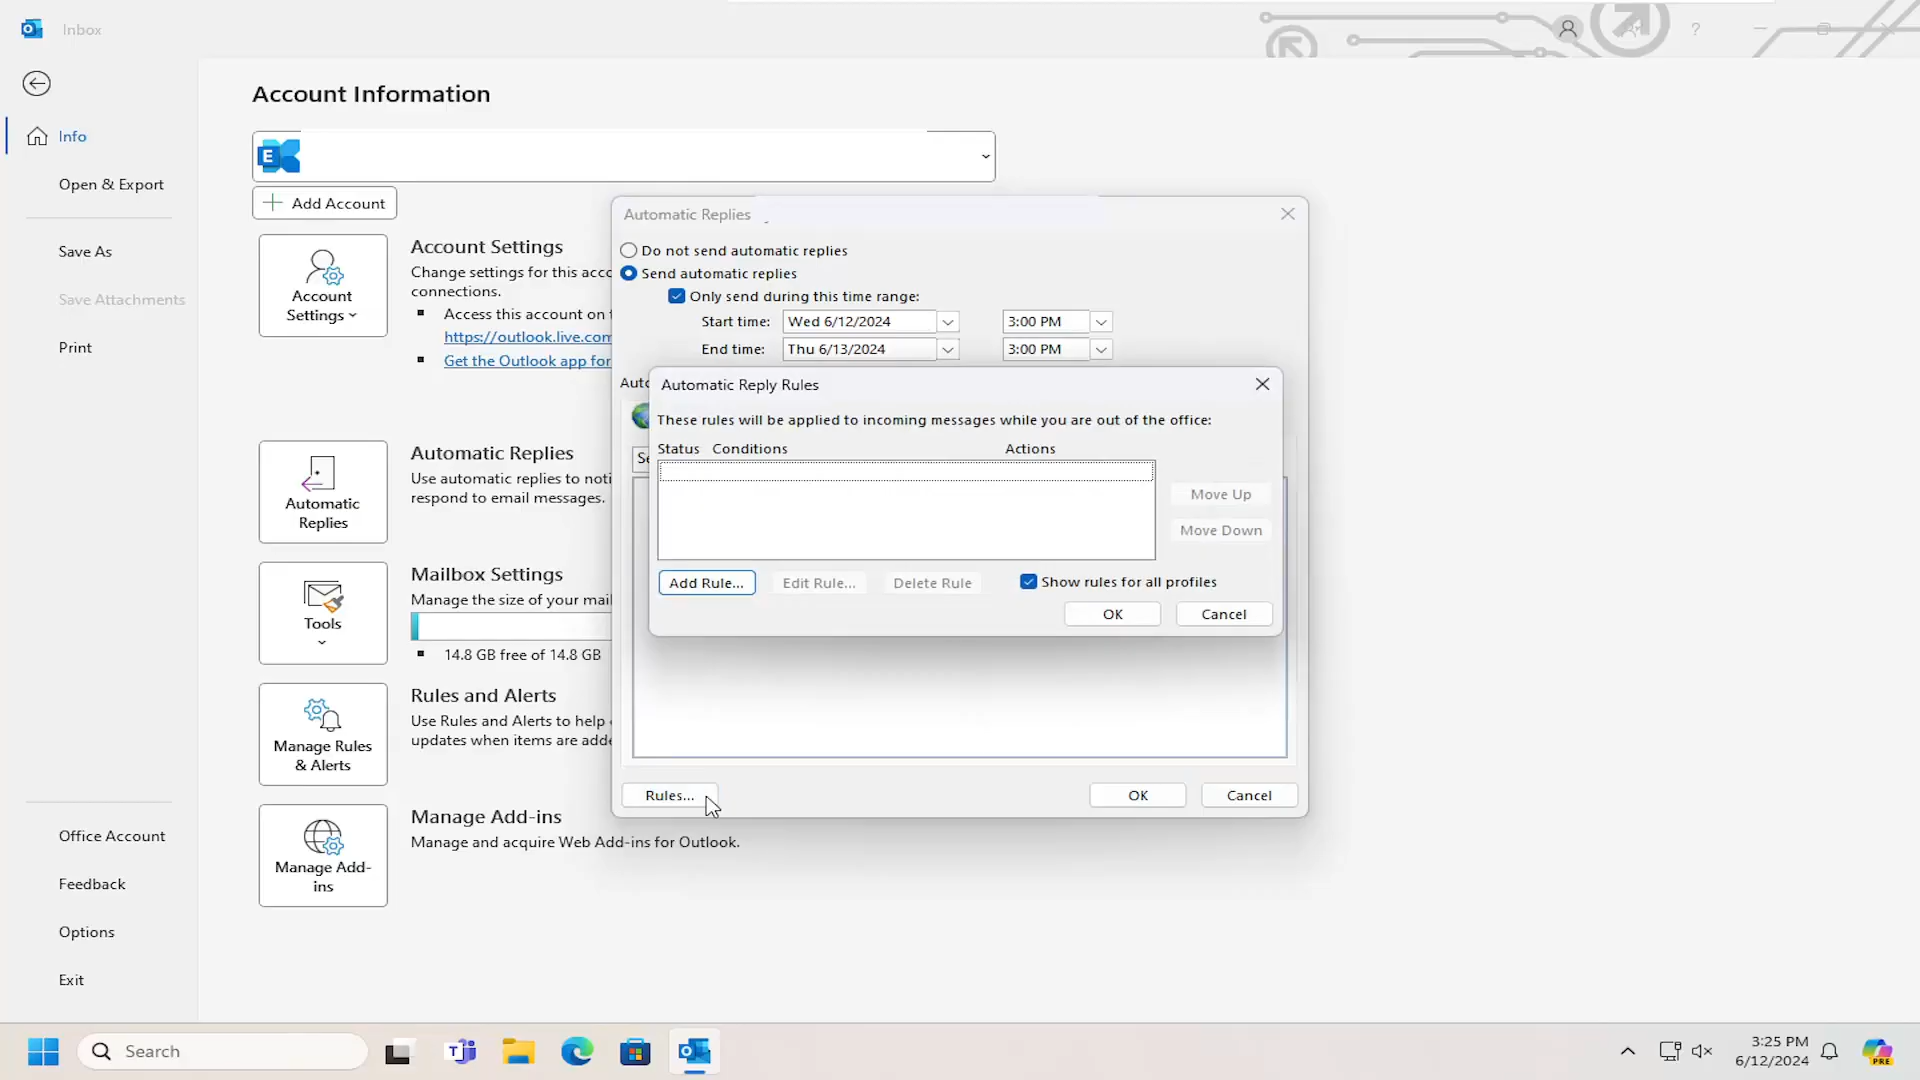 Inbox
?
Account Information
Info
E
Add Account
Open & Export
Save As
Save Attachments
Print
Account Settings
Change settings for this acco
connections.
Access this account on t
https://outlook.live.com
Get the Outlook app for
Account
Settings
Automatic Replies
Use automatic replies to noti
respond to email messages.
Automatic
Replies
Mailbox Settings
Manage the size of your mail
Tools
14.8 GB free of 14.8 GB
Rules and Alerts
Use Rules and Alerts to help
updates when items are adde
Manage Rules
& Alerts
Manage Add-ins
Manage and acquire Web Add-ins for Outlook.
Manage Add-
ins
Office Account
Feedback
Options
Exit
Automatic Replies
Do not send automatic replies
Send automatic replies
Only send during this time range:
Start time: Wed 6/12/2024 3:00 PM
End time: Thu 6/13/2024 3:00 PM
Auto
Se
Automatic Reply Rules
These rules will be applied to incoming messages while you are out of the office:
Status Conditions Actions
Move Up
Move Down
Add Rule... Edit Rule... Delete Rule Show rules for all profiles
OK Cancel
Rules... OK Cancel
Search
3:25 PM
6/12/2024
PRE